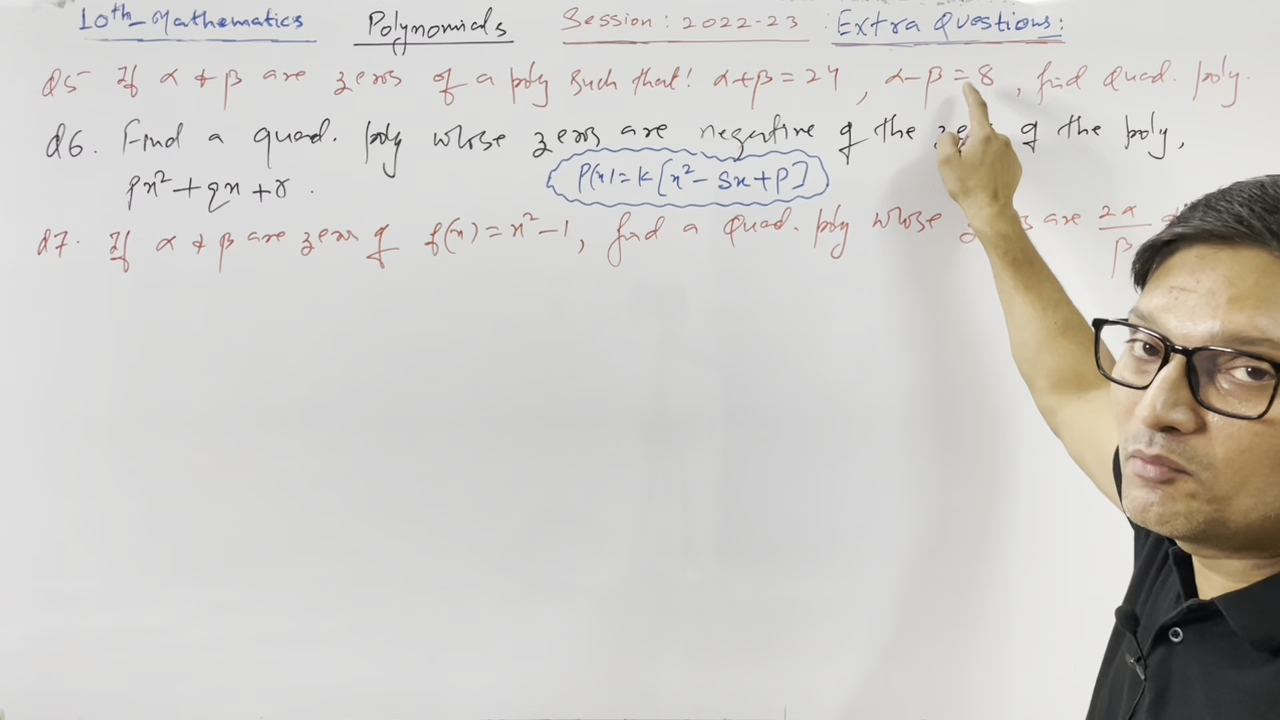 10th Mathematics Polynomials Session: 2022-23 Extra Questions:
Q5 If α & β are zeros of a poly such that: α+β=24, α-β=8, find quad. poly.
Q6. Find a quad. poly whose zeros are negative of the of the poly,
px²+qx+r.
P(x)=K[x²-Sx+P]
Q7. If α & β are zeros of f(x)=x²-1, find a quad. poly whose are 2α/β